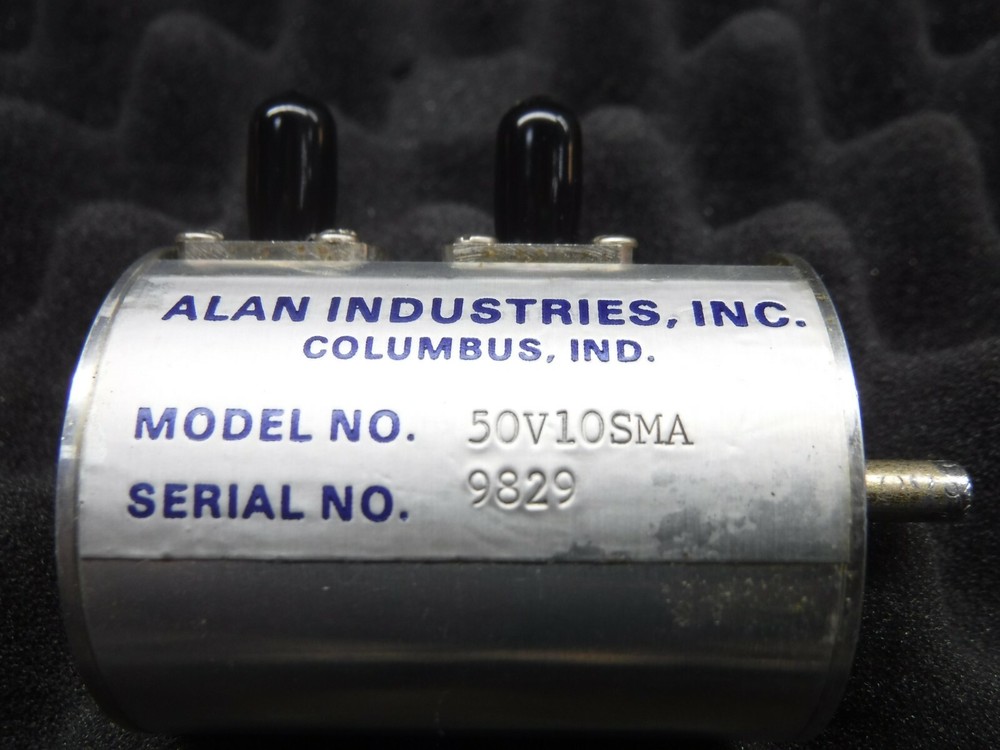 ALAN INDUSTRIES, INC.
COLUMBUS, IND.
MODEL NO. 50V10SMA
SERIAL NO. 9829